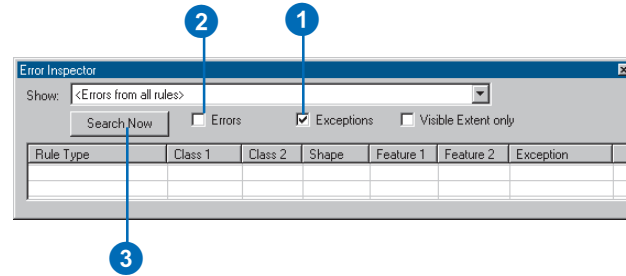 2 1
Error Inspector
Show: <Errors from all rules>
Search Now Errors Exceptions Visible Extent only
Rule Type Class 1 Class 2 Shape Feature 1 Feature 2 Exception
3